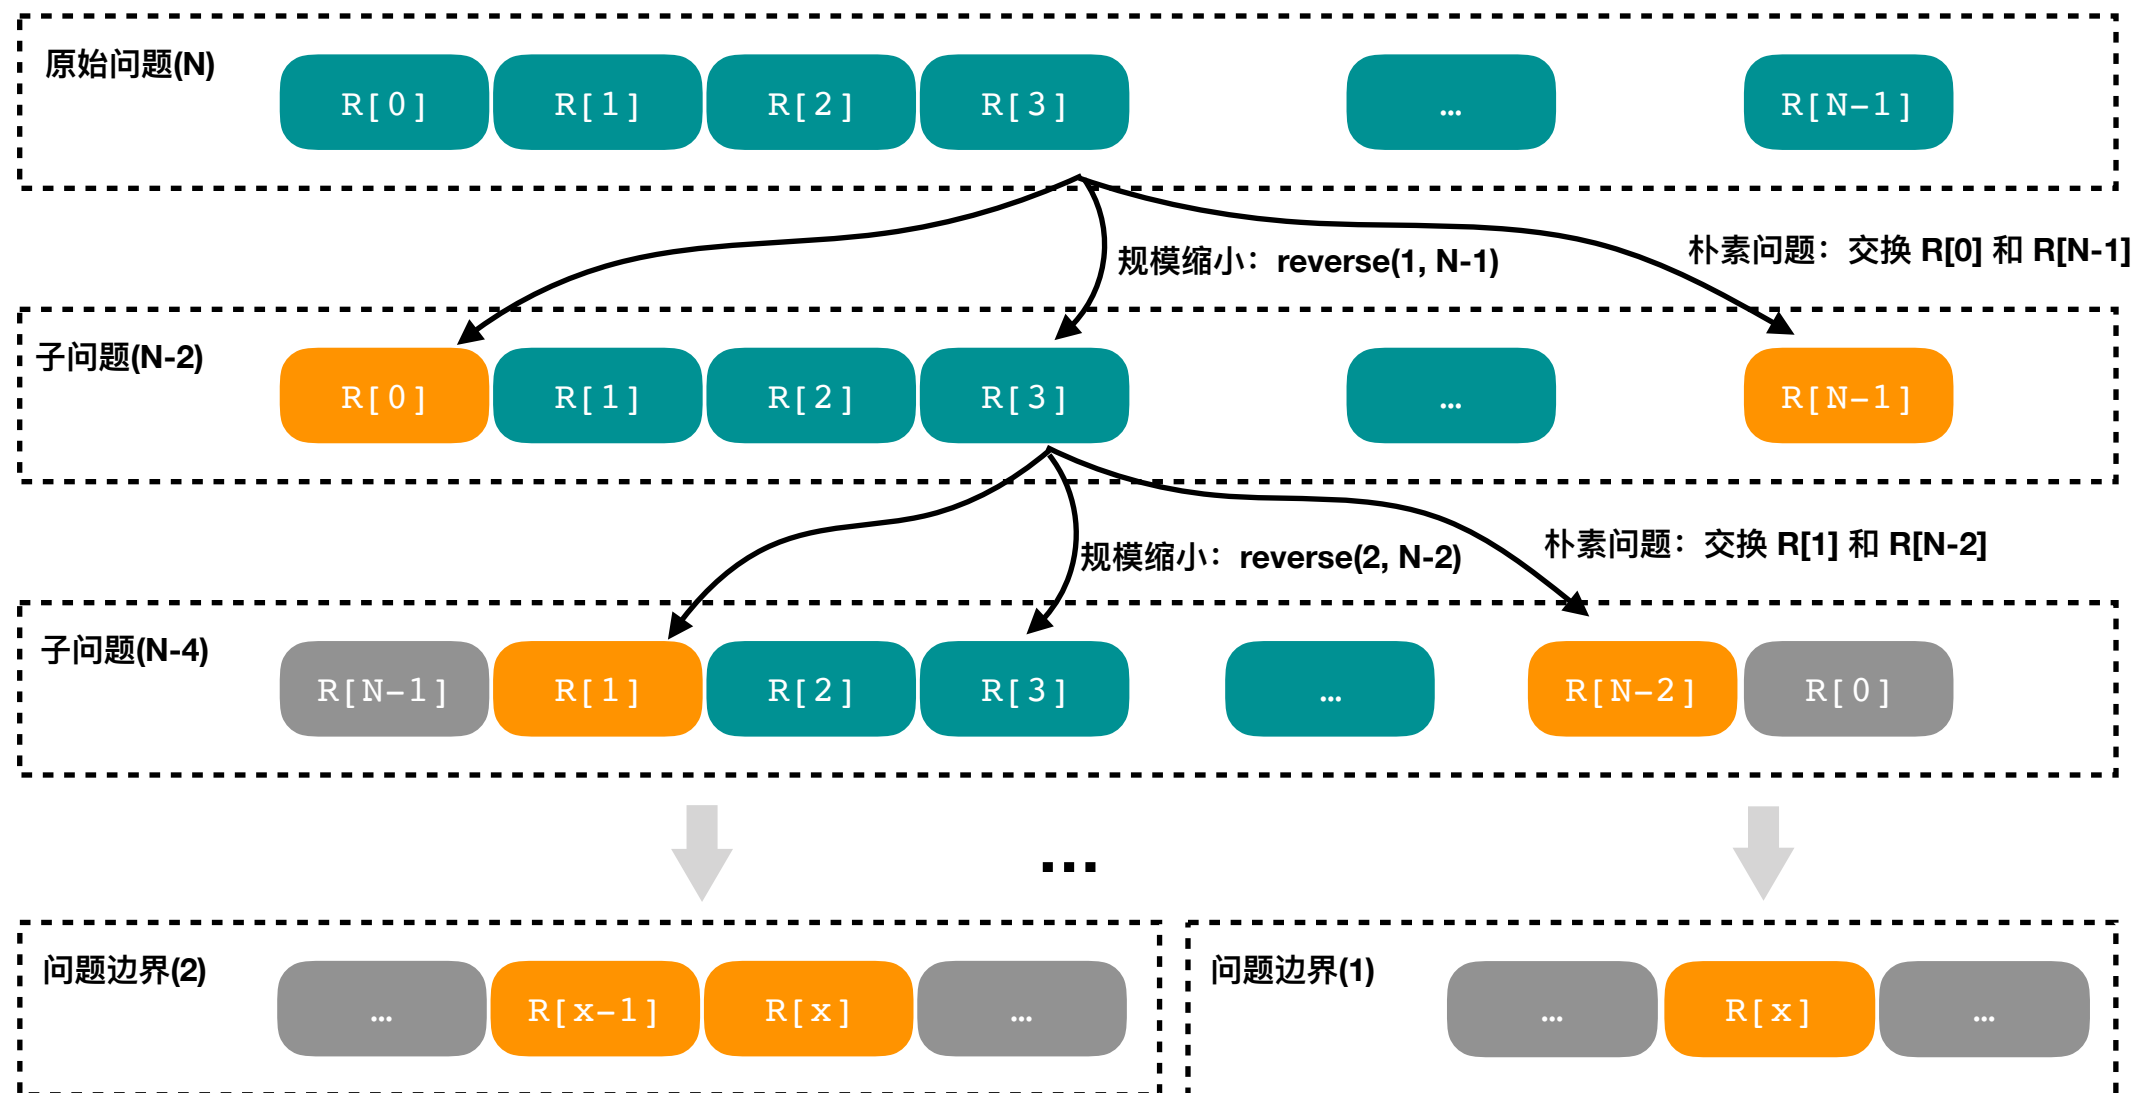 原始问题(N)
R[0] R[1] R[2] R[3] … R[N-1]
规模缩小：reverse(1, N-1)
朴素问题：交换 R[0] 和 R[N-1]
子问题(N-2)
R[0] R[1] R[2] R[3] … R[N-1]
规模缩小：reverse(2, N-2)
朴素问题：交换 R[1] 和 R[N-2]
子问题(N-4)
R[N-1] R[1] R[2] R[3] … R[N-2] R[0]
…
问题边界(2)
… R[x-1] R[x] …
问题边界(1)
… R[x] …